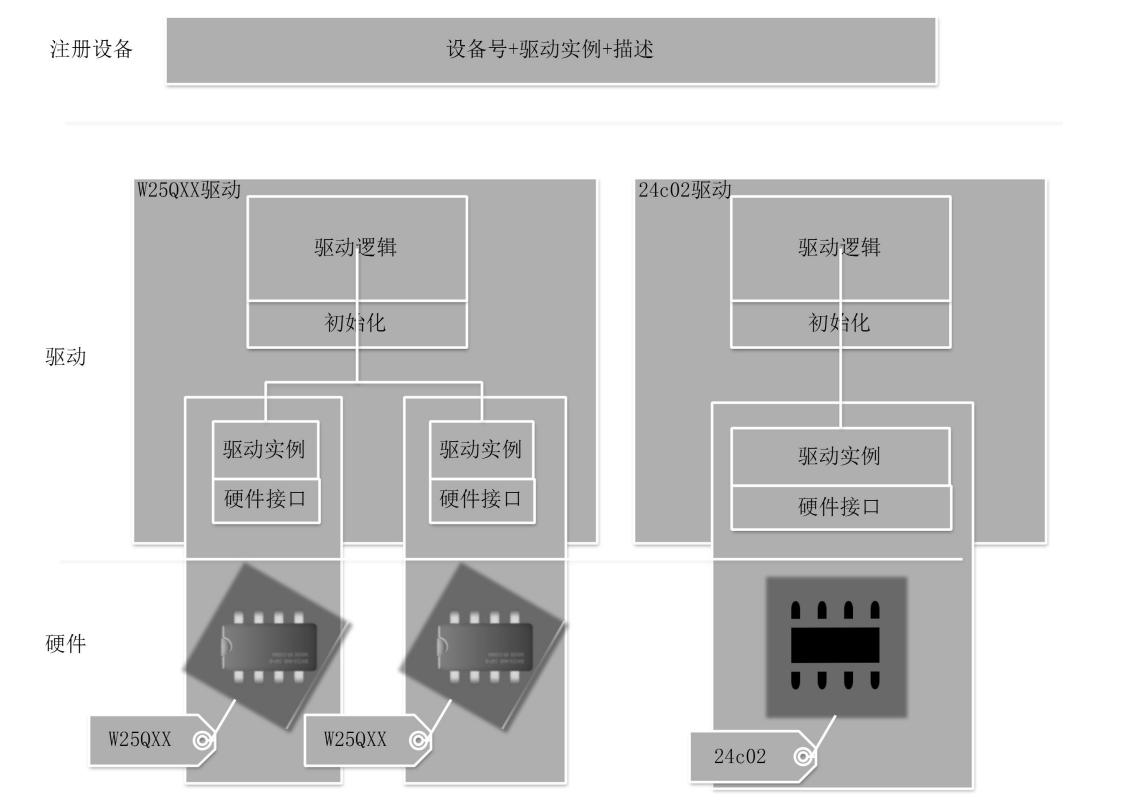 注册设备
设备号+驱动实例+描述
W25QXX驱动
24c02驱动
驱动逻辑
驱动逻辑
初始化
初始化
驱动
驱动实例
驱动实例
驱动实例
硬件接口
硬件接口
硬件接口
硬件
W25QXX
W25QXX
24c02